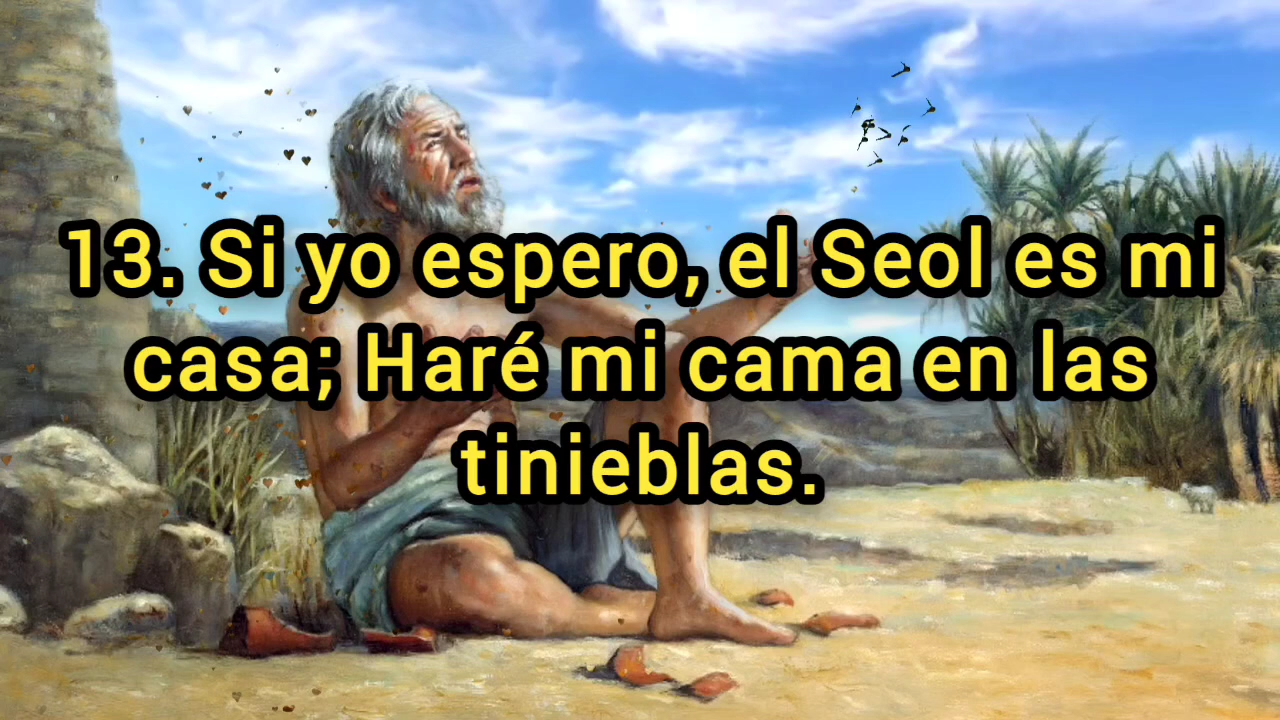 13. Si yo espero, el Seol es mi
casa; Haré mi cama en las
tinieblas.